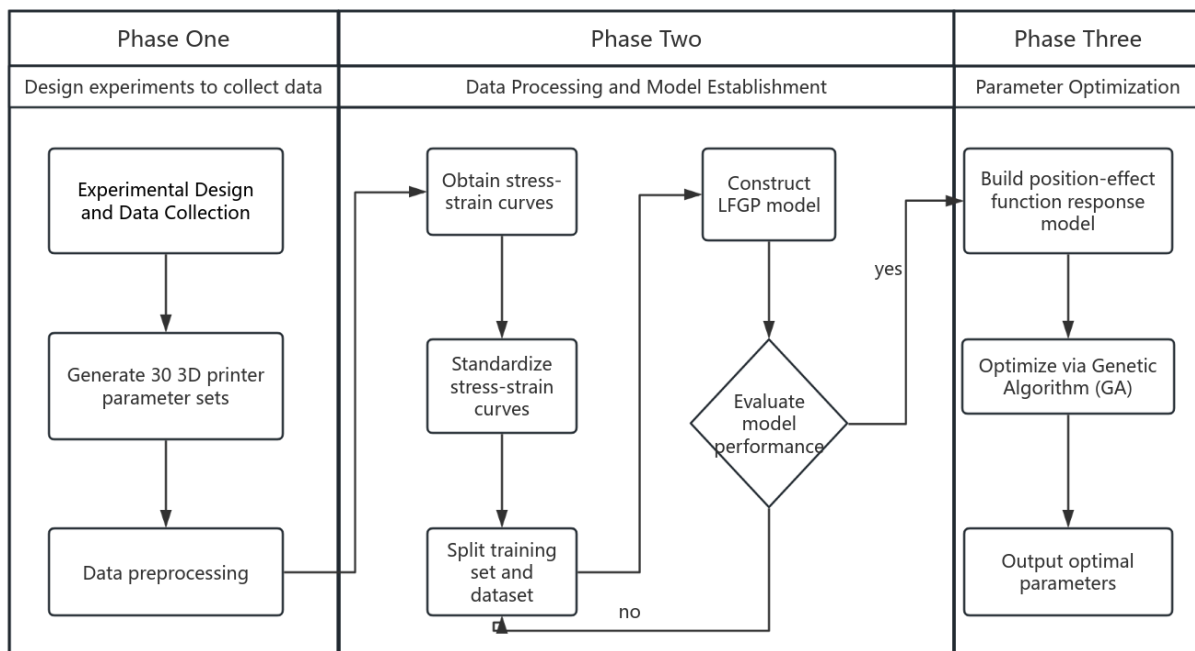 Phase One
Phase Two
Phase Three
Design experiments to collect data
Data Processing and Model Establishment
Parameter Optimization
Experimental Design
and Data Collection
Generate 30 3D printer
parameter sets
Data preprocessing
Obtain stress-
strain curves
Standardize
stress-strain
curves
Split training
set and
dataset
Construct
LFGP model
Evaluate
model
performance
yes
no
Build position-effect
function response
model
Optimize via Genetic
Algorithm (GA)
Output optimal
parameters